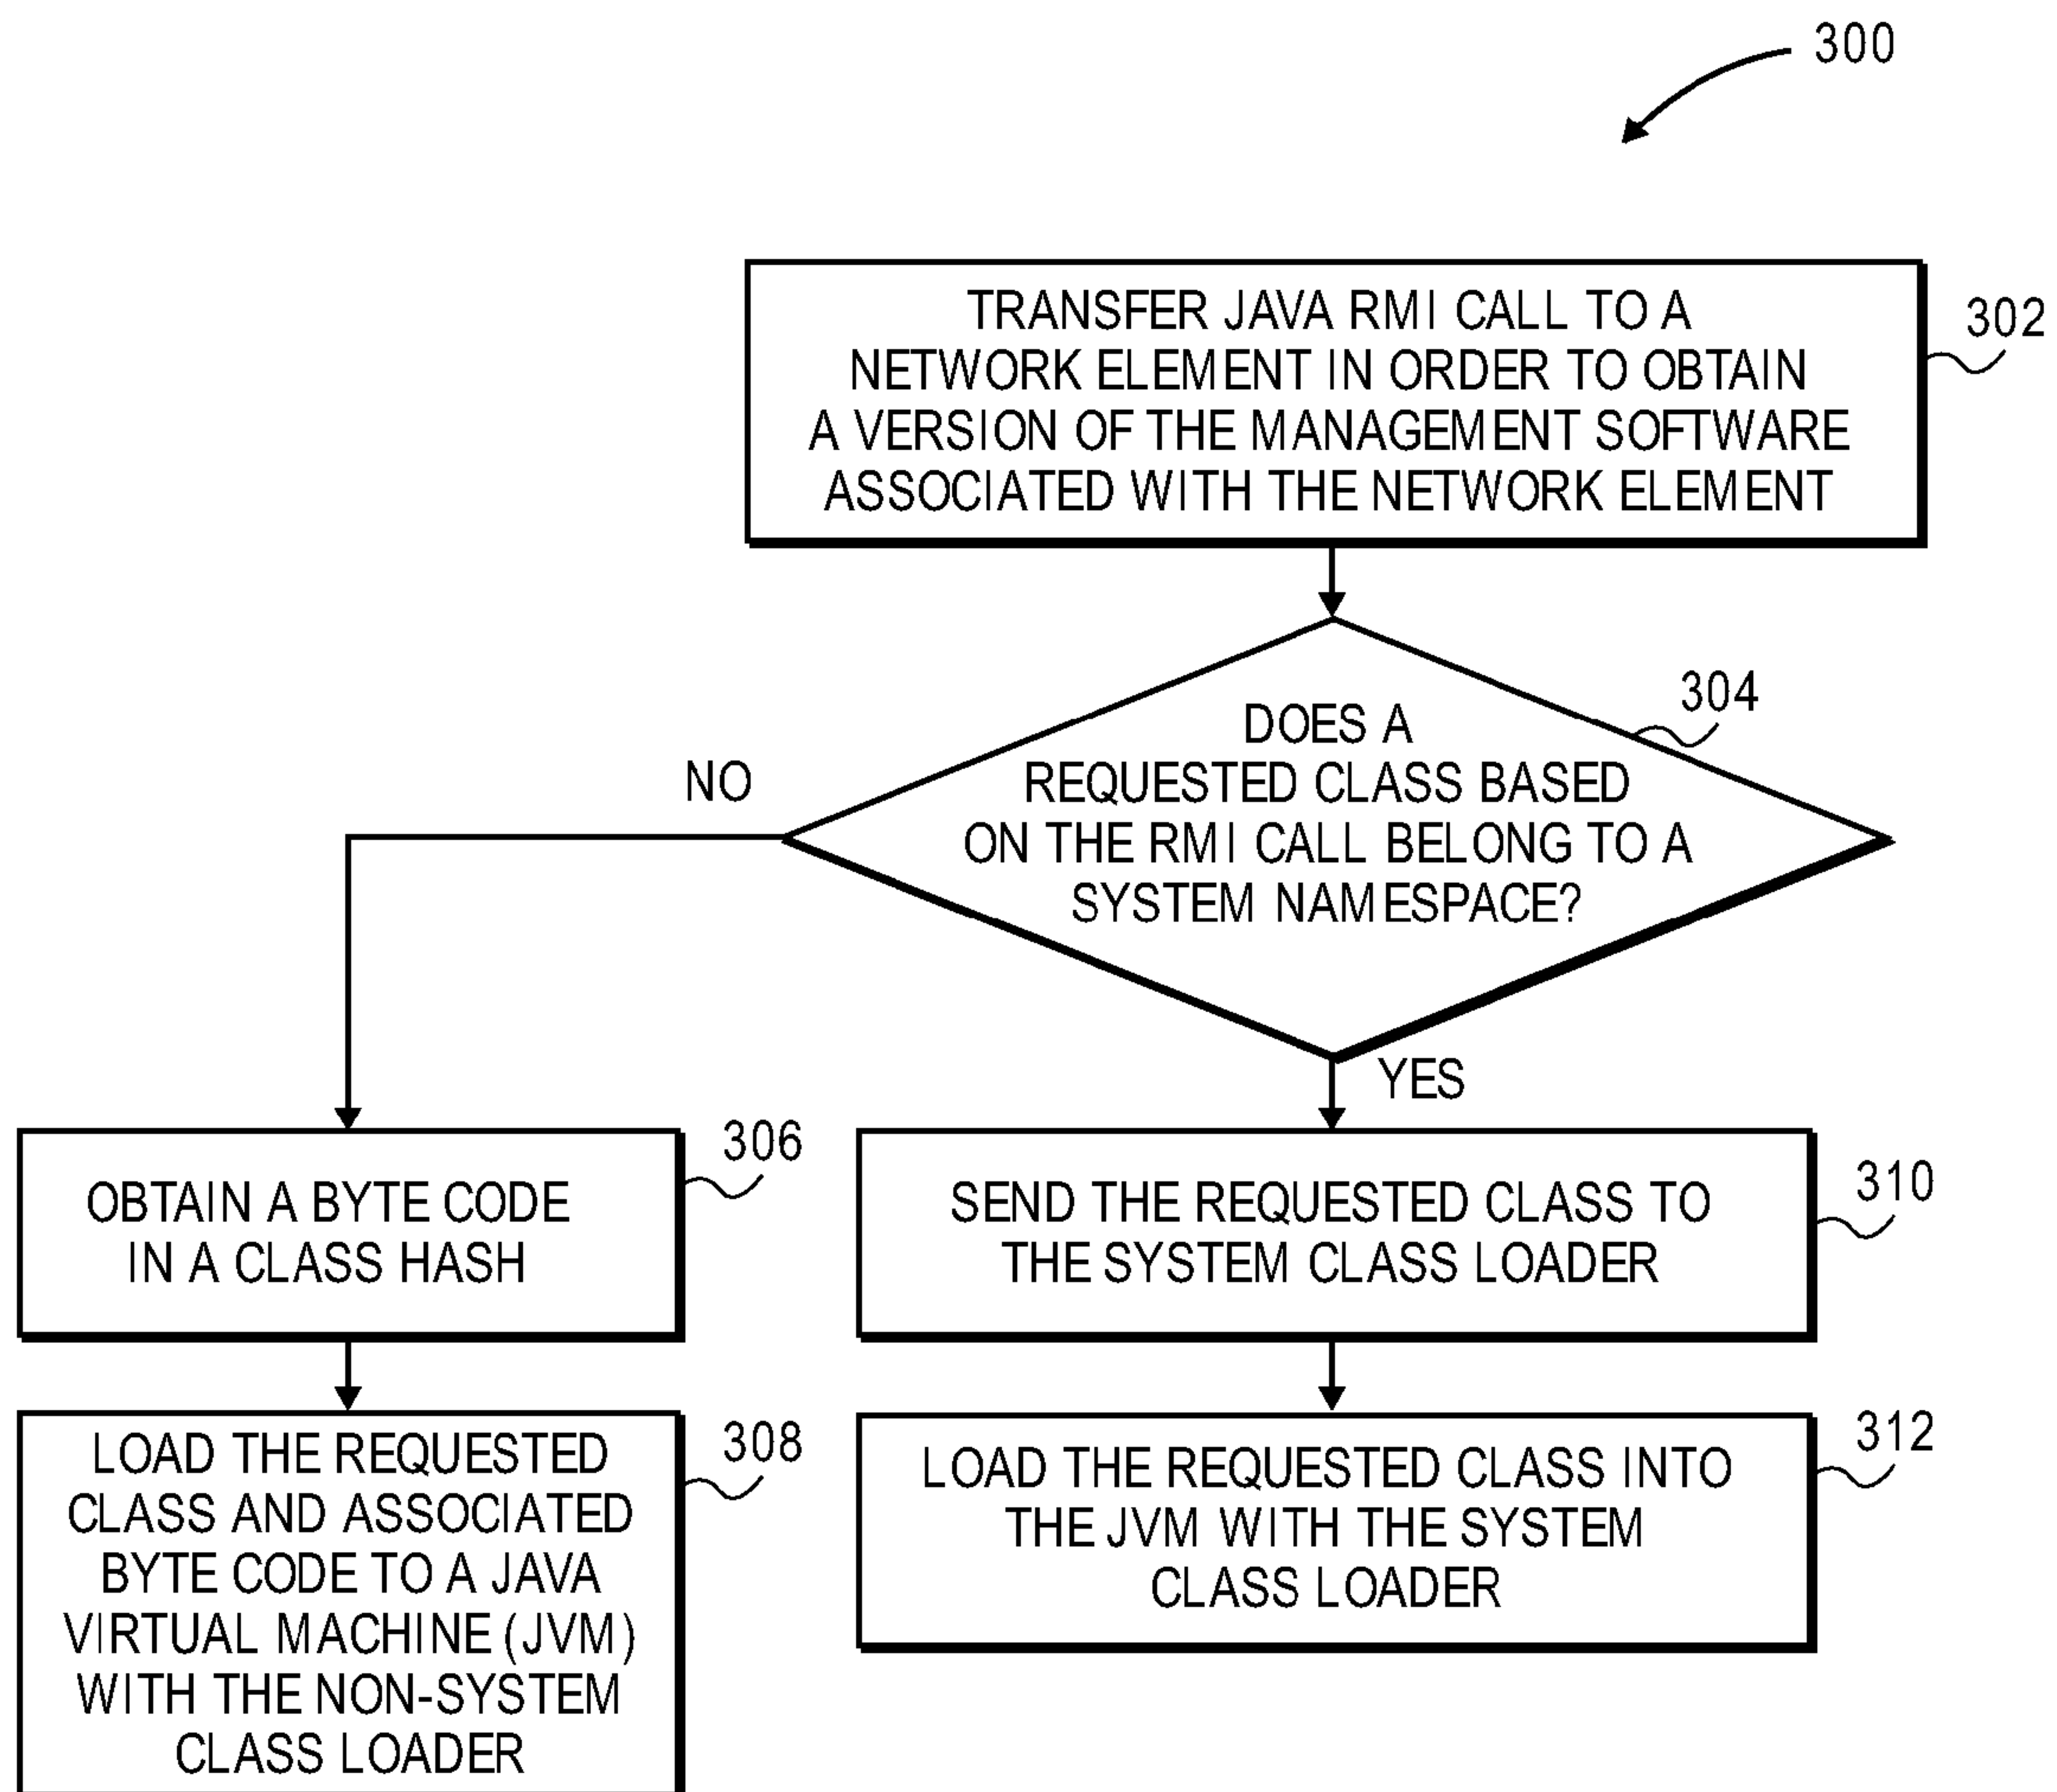 300
TRANSFER JAVA RMI CALL TO A
NETWORK ELEMENT IN ORDER TO OBTAIN
A VERSION OF THE MANAGEMENT SOFTWARE
ASSOCIATED WITH THE NETWORK ELEMENT
302
DOES A
REQUESTED CLASS BASED
ON THE RMI CALL BELONG TO A
SYSTEM NAMESPACE?
304
NO
YES
OBTAIN A BYTE CODE
IN A CLASS HASH
306
SEND THE REQUESTED CLASS TO
THE SYSTEM CLASS LOADER
310
LOAD THE REQUESTED
CLASS AND ASSOCIATED
BYTE CODE TO A JAVA
VIRTUAL MACHINE (JVM)
WITH THE NON-SYSTEM
CLASS LOADER
308
LOAD THE REQUESTED CLASS INTO
THE JVM WITH THE SYSTEM
CLASS LOADER
312